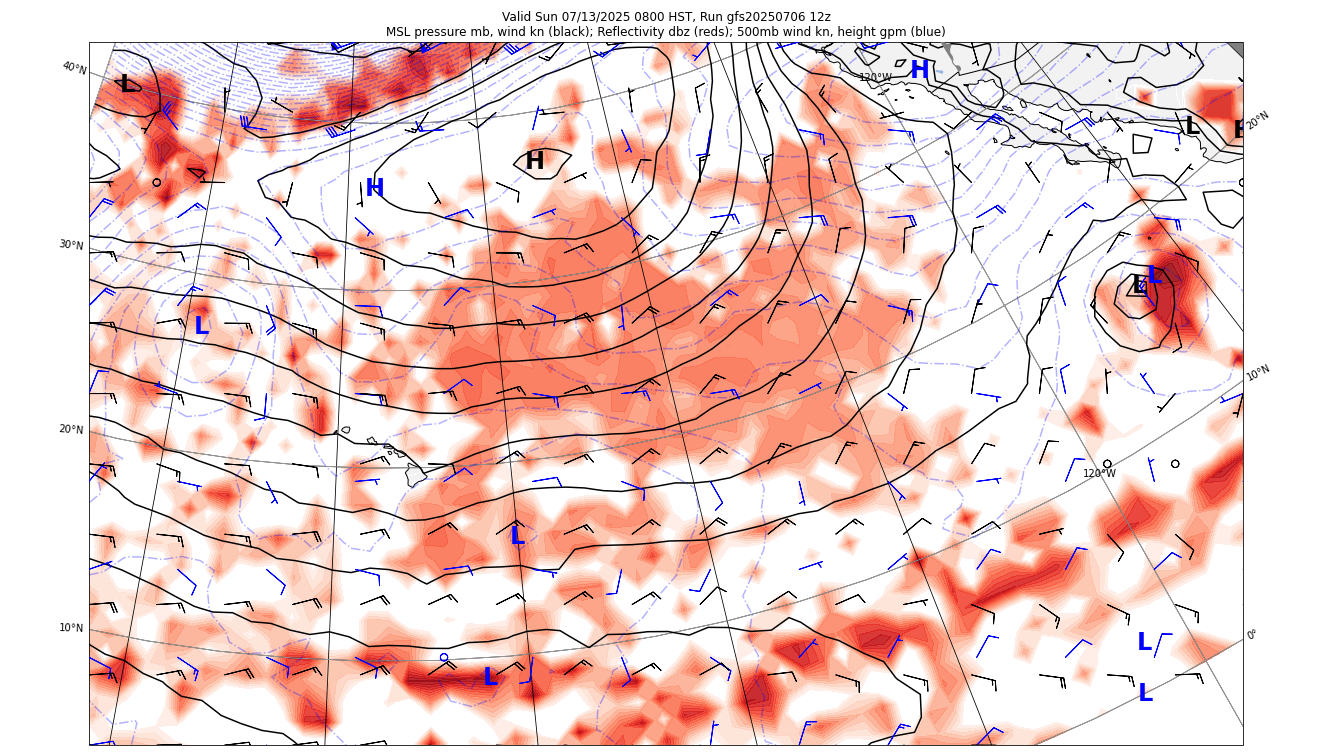 Valid Sun 07/13/2025 0800 HST, Run gfs20250706 12z
MSL pressure mb, wind kn (black); Reflectivity dbz (reds); 500mb wind kn, height gpm (blue)
40°N
L
H
120°W
L
20°N
H
H
30°N
L
L
L
10°N
20°N
120°W
L
10°N
0°
L
L
L